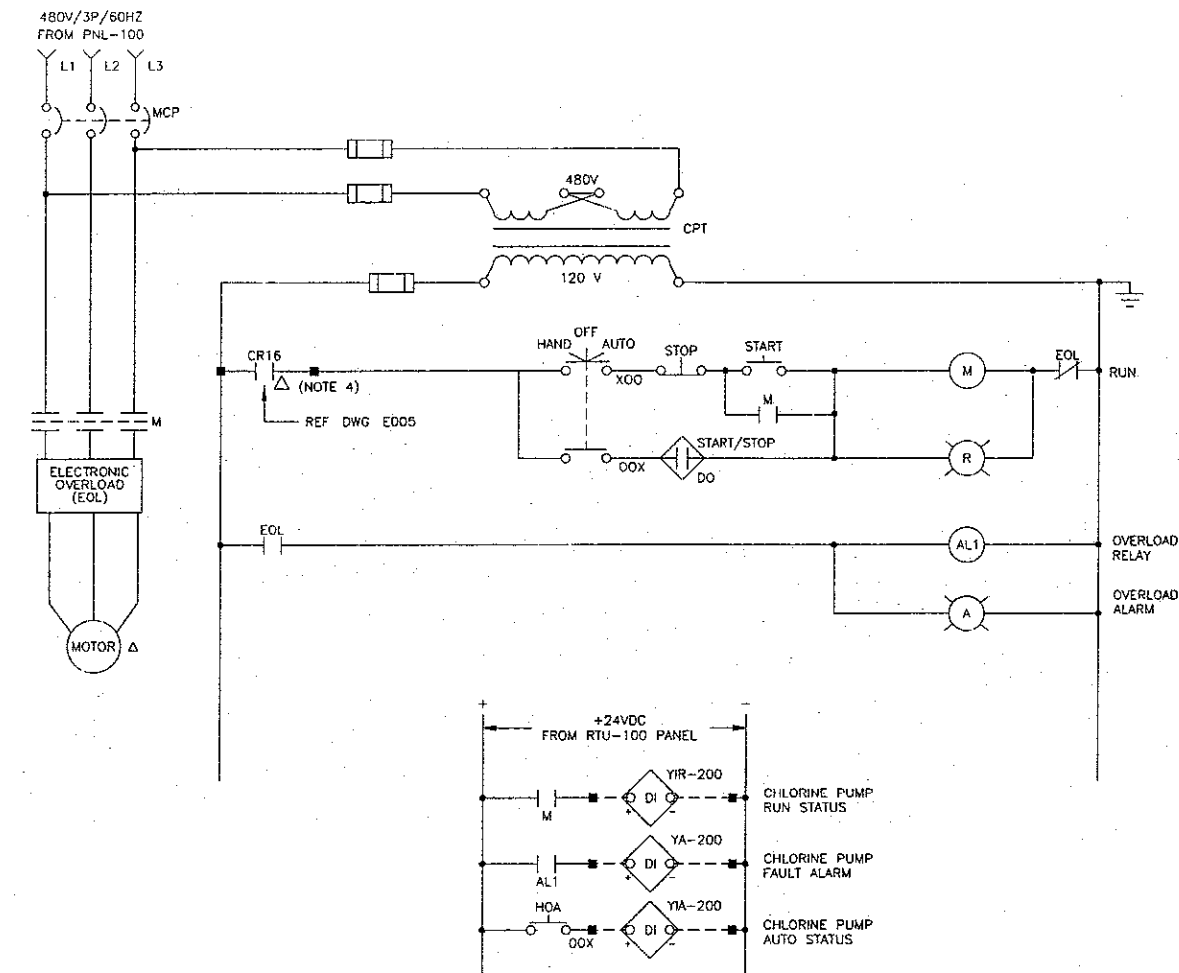 480V/3P/60HZ
FROM PNL-100
L1 L2 L3
MCP
480V
CPT
120 V
HAND OFF AUTO
STOP
START
CR16
(NOTE 4)
XOO
M
M
EOL
RUN
REF DWG E005
M
START/STOP
OOX
DO
R
ELECTRONIC
OVERLOAD
(EOL)
EOL
AL1
OVERLOAD
RELAY
A
OVERLOAD
ALARM
MOTOR Δ
+ -
+24VDC
FROM RTU-100 PANEL
M
YIR-200
+ DI -
CHLORINE PUMP
RUN STATUS
AL1
YA-200
+ DI -
CHLORINE PUMP
FAULT ALARM
HOA
OOX
YIA-200
+ DI -
CHLORINE PUMP
AUTO STATUS